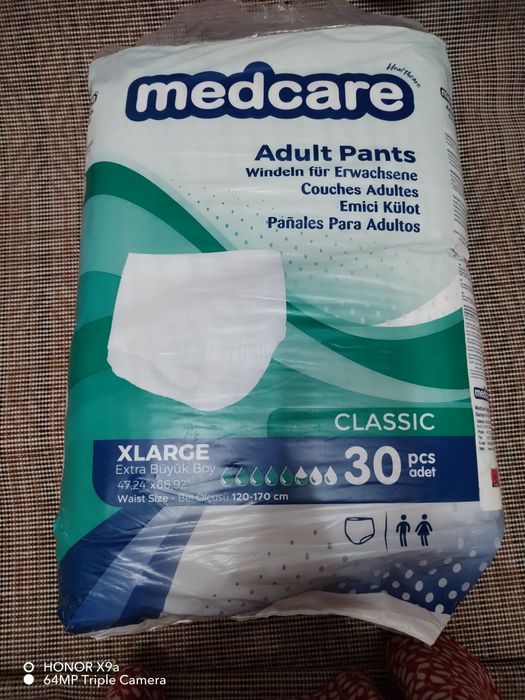 medcare
Healthcare
Adult Pants
Windeln für Erwachsene
Couches Adultes
Emici Külot
Pañales Para Adultos
CLASSIC
XLARGE
Extra Büyük Boy
47,24 x66,92"
Waist Size - Bel Ölçüsü 120-170 cm
30 pcs
adet
HONOR X9a
64MP Triple Camera